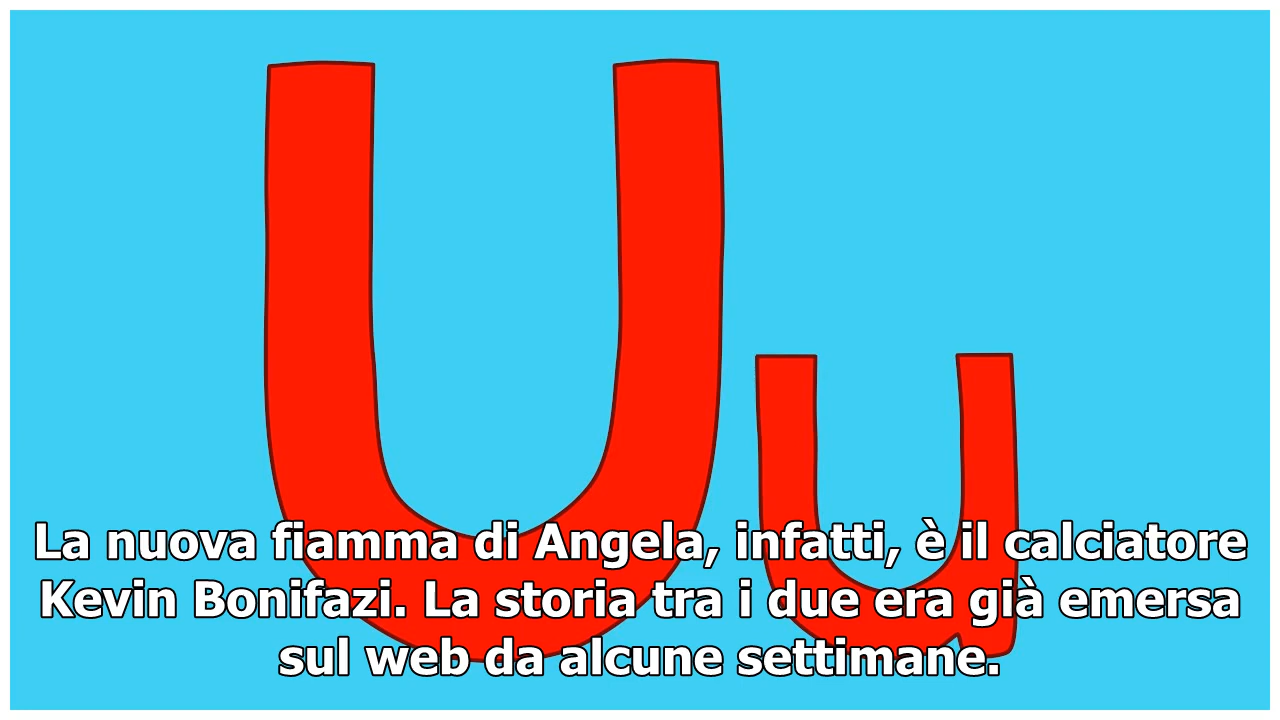 Uu
La nuova fiamma di Angela, infatti, è il calciatore
Kevin Bonifazi. La storia tra i due era già emersa
sul web da alcune settimane.